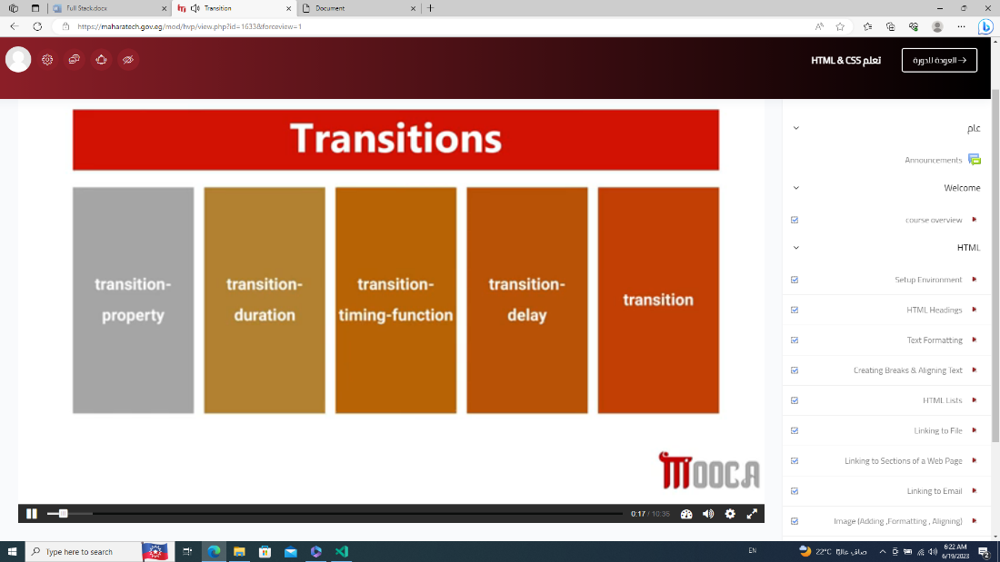 Full Stack.docx
Transition
Document
https://maharatech.gov.eg/mod/hvp/view.php?id=1633&forceview=1
تعلم HTML & CSS
العودة للدورة
Transitions
transition-
property
transition-
duration
transition-
timing-function
transition-
delay
transition
MOOCA
0:17 / 10:36
عام
Announcements
Welcome
course overview
HTML
Setup Environment
HTML Headings
Text Formatting
Creating Breaks & Aligning Text
HTML Lists
Linking to File
Linking to Sections of a Web Page
Linking to Email
Image (Adding ,Formatting , Aligning)
Type here to search
22°C صاف غالبًا
EN
6:22 AM
6/19/2023
2